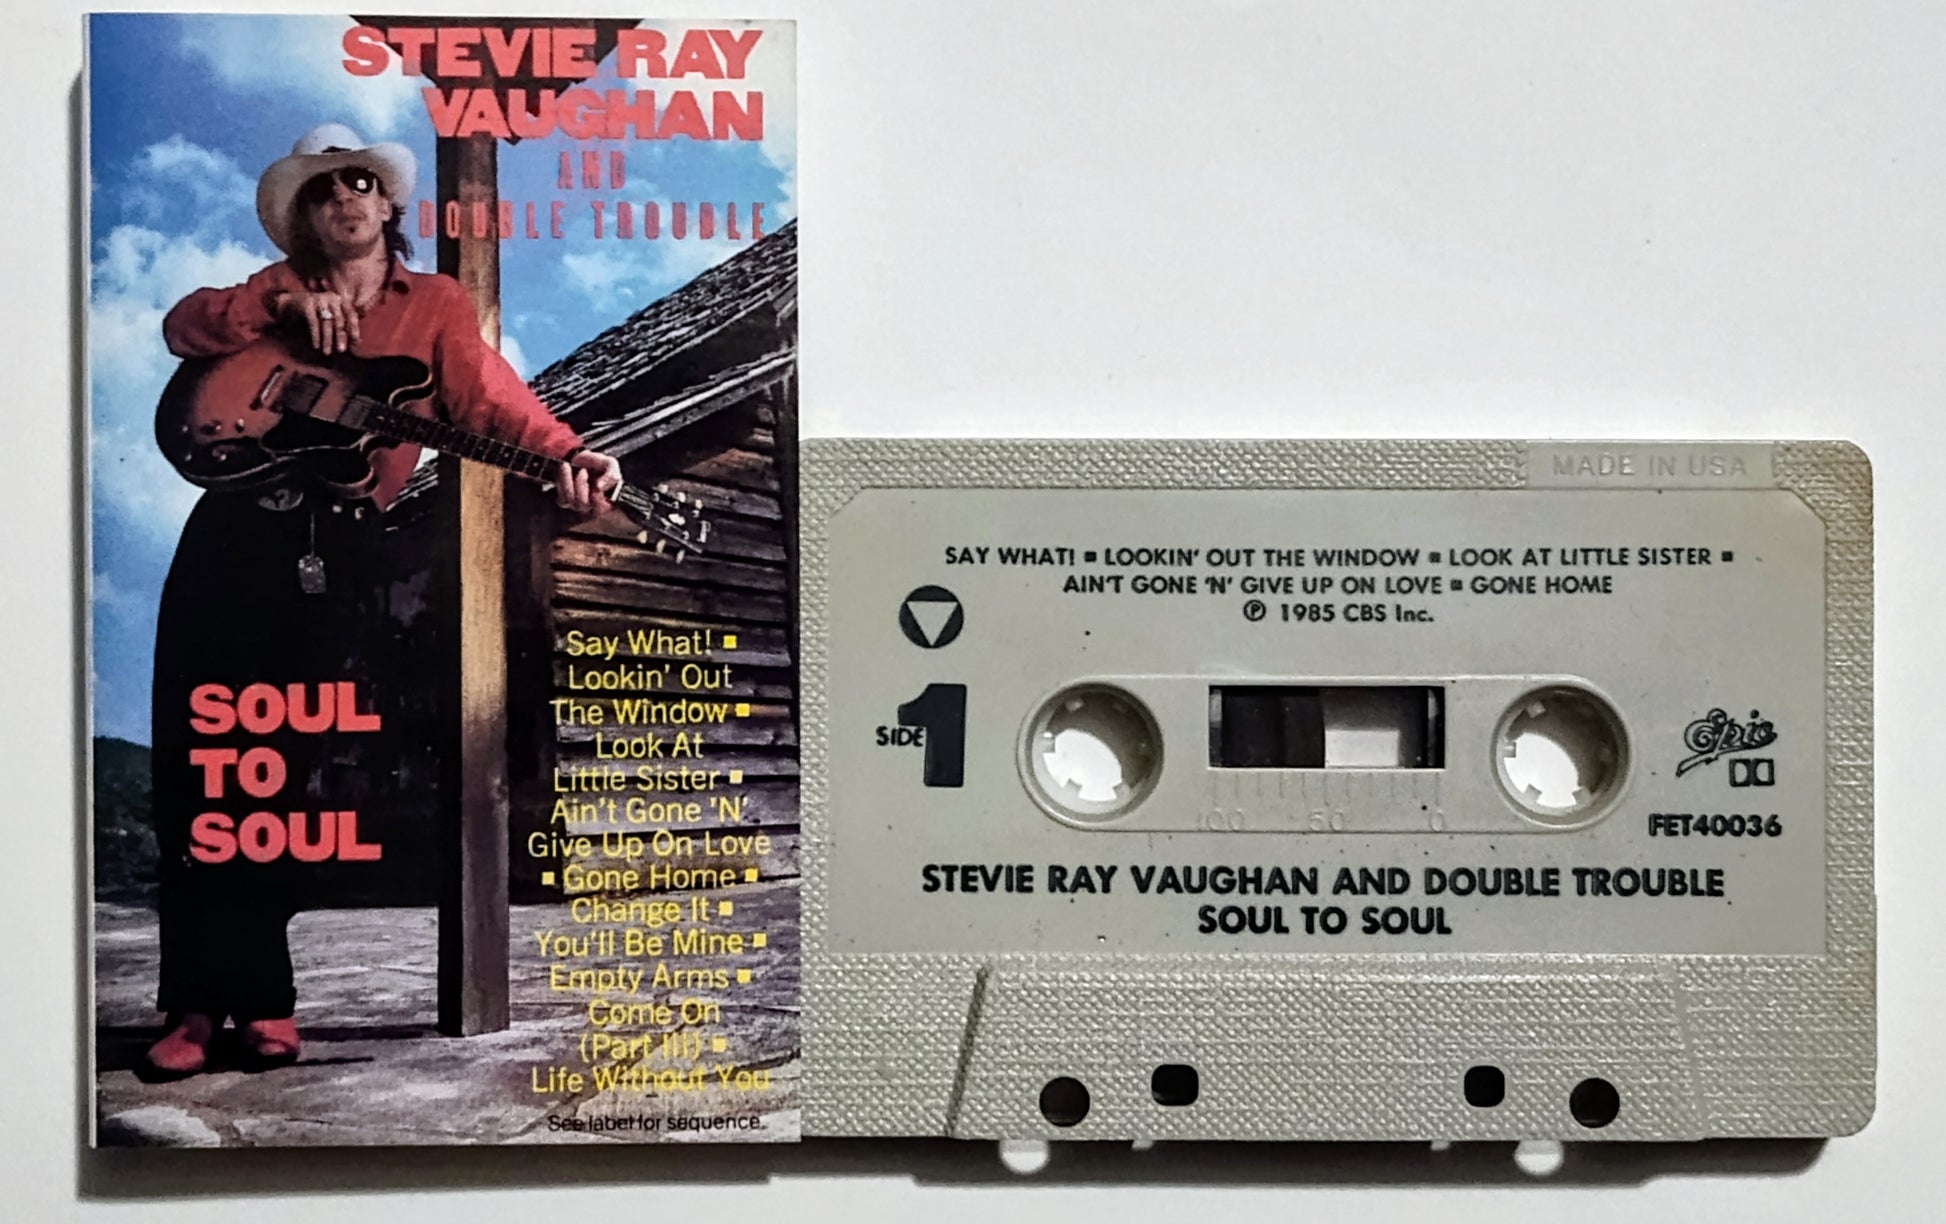 STEVIE RAY
VAUGHAN
AND
DOUBLE TROUBLE
SOUL
TO
SOUL
Say What! ▪
Lookin' Out
The Window ▪
Look At
Little Sister ▪
Ain't Gone 'N'
Give Up On Love
▪ Gone Home ▪
Change It ▪
You'll Be Mine ▪
Empty Arms ▪
Come On
(Part III) ▪
Life Without You
See label for sequence.
MADE IN USA
SAY WHAT! ▪ LOOKIN' OUT THE WINDOW ▪ LOOK AT LITTLE SISTER ▪
AIN'T GONE 'N' GIVE UP ON LOVE ▪ GONE HOME
℗ 1985 CBS Inc.
SIDE 1
Epic
100 50 0
FET40036
STEVIE RAY VAUGHAN AND DOUBLE TROUBLE
SOUL TO SOUL